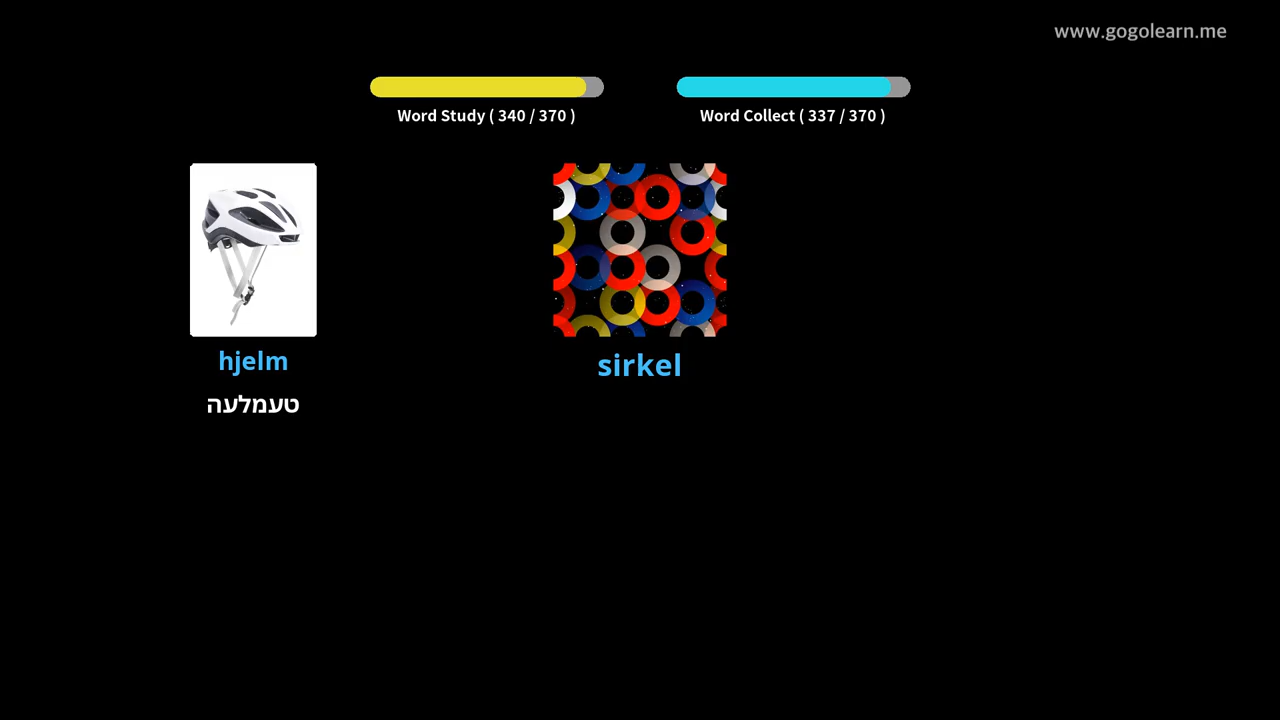 www.gogolearn.me
Word Study ( 340 / 370 )
Word Collect ( 337 / 370 )
hjelm
טעמלעה
sirkel